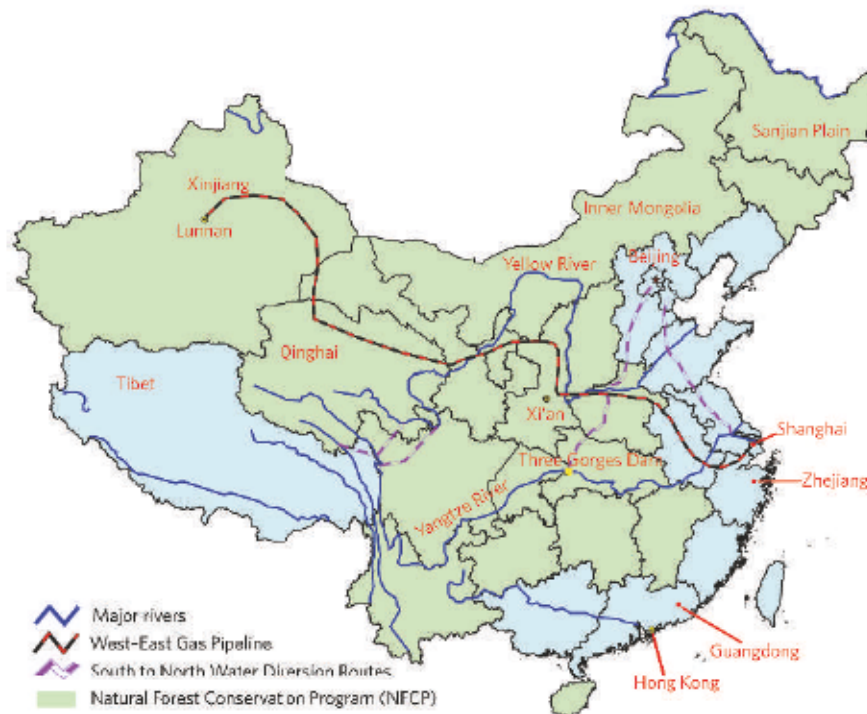 Sanjian Plain
Xinjiang
Lunnan
Inner Mongolia
Yellow River
Beijing
Qinghai
Tibet
Xi'an
Shanghai
Three Gorges Dam
Zhejiang
Yangtze River
Major rivers
West-East Gas Pipeline
South to North Water Diversion Routes
Natural Forest Conservation Program (NFCP)
Guangdong
Hong Kong